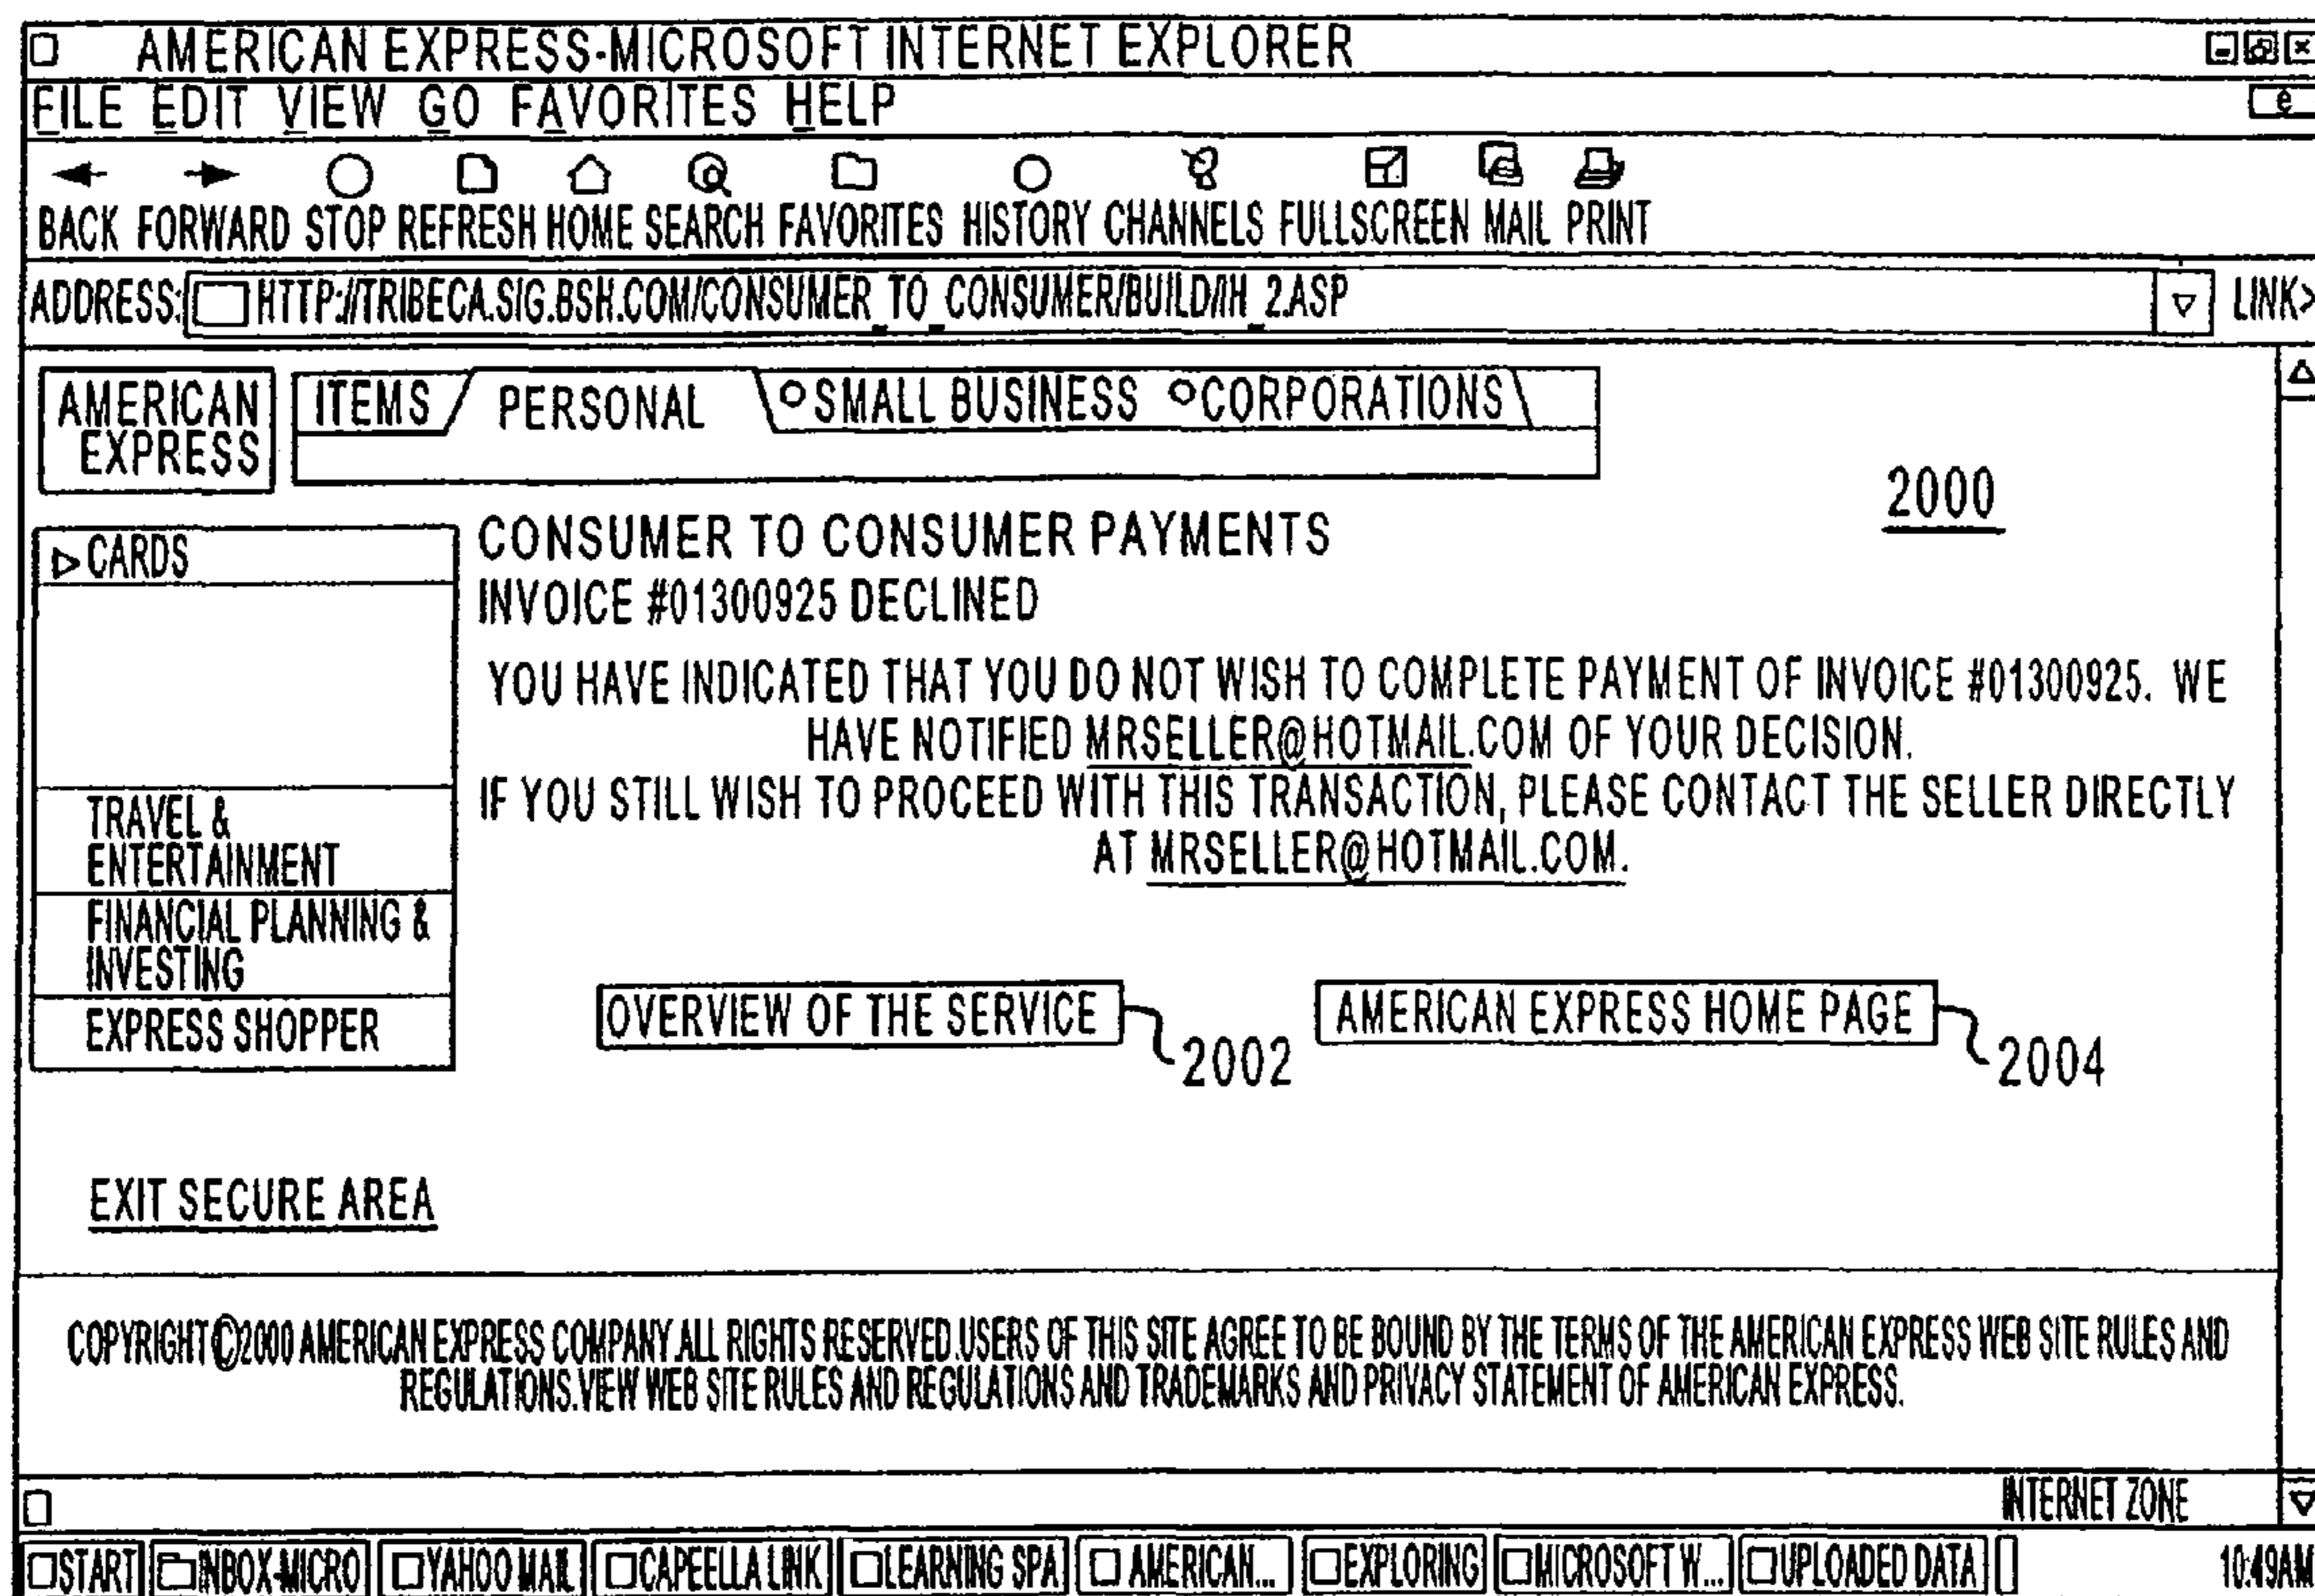 AMERICAN EXPRESS-MICROSOFT INTERNET EXPLORER
FILE EDIT VIEW GO FAVORITES HELP
e
BACK FORWARD STOP REFRESH HOME SEARCH FAVORITES HISTORY CHANNELS FULLSCREEN MAIL PRINT
ADDRESS: HTTP://TRIBECA.SIG.BSH.COM/CONSUMER_TO_CONSUMER/BUILD/IH_2.ASP LINK>
AMERICAN EXPRESS
ITEMS PERSONAL SMALL BUSINESS CORPORATIONS
2000
CARDS
TRAVEL &
ENTERTAINMENT
FINANCIAL PLANNING &
INVESTING
EXPRESS SHOPPER
CONSUMER TO CONSUMER PAYMENTS
INVOICE #01300925 DECLINED
YOU HAVE INDICATED THAT YOU DO NOT WISH TO COMPLETE PAYMENT OF INVOICE #01300925. WE
HAVE NOTIFIED MRSELLER@HOTMAIL.COM OF YOUR DECISION.
IF YOU STILL WISH TO PROCEED WITH THIS TRANSACTION, PLEASE CONTACT THE SELLER DIRECTLY
AT MRSELLER@HOTMAIL.COM.
OVERVIEW OF THE SERVICE 2002 AMERICAN EXPRESS HOME PAGE 2004
EXIT SECURE AREA
COPYRIGHT©2000 AMERICAN EXPRESS COMPANY.ALL RIGHTS RESERVED.USERS OF THIS SITE AGREE TO BE BOUND BY THE TERMS OF THE AMERICAN EXPRESS WEB SITE RULES AND
REGULATIONS.VIEW WEB SITE RULES AND REGULATIONS AND TRADEMARKS AND PRIVACY STATEMENT OF AMERICAN EXPRESS.
INTERNET ZONE
START INBOX-MICRO YAHOO MAIL CAPEELLA LINK LEARNING SPA AMERICAN... EXPLORING MICROSOFT W... UPLOADED DATA 10:49AM